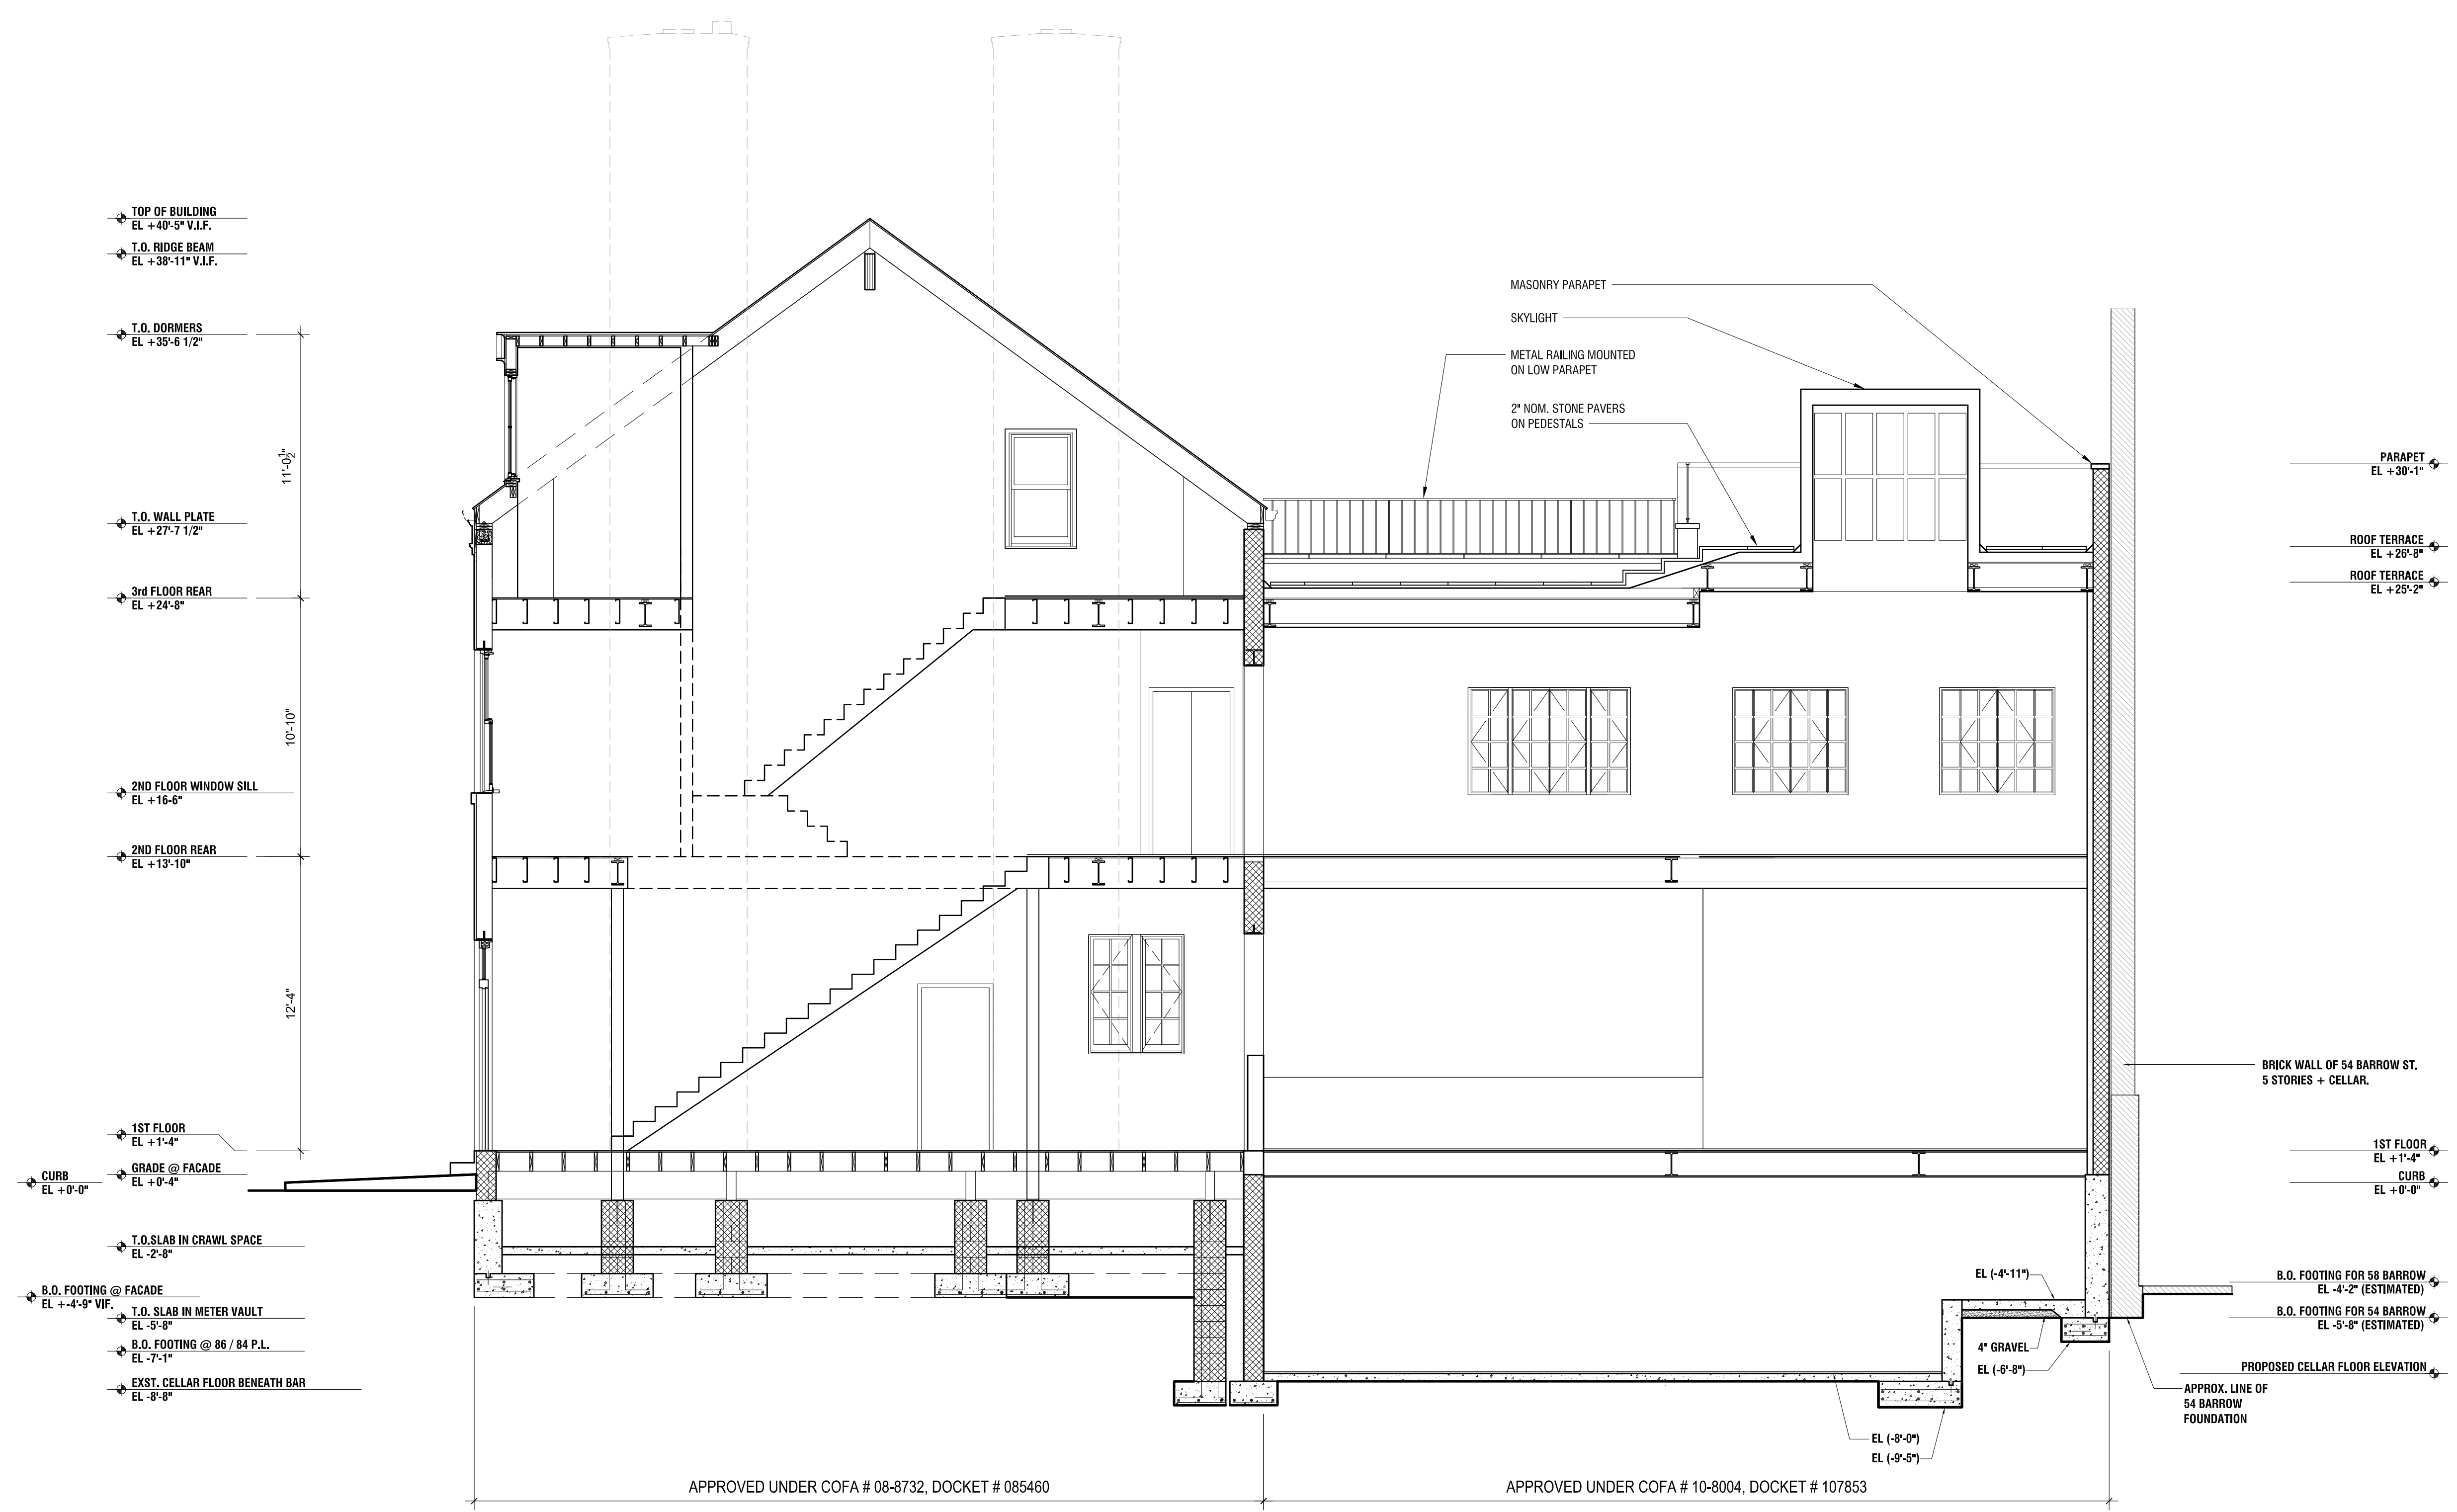 TOP OF BUILDING
EL +40'-5" V.I.F.
T.O. RIDGE BEAM
EL +38'-11" V.I.F.
T.O. DORMERS
EL +35'-6 1/2"
11'-0½"
T.O. WALL PLATE
EL +27'-7 1/2"
3rd FLOOR REAR
EL +24'-8"
10'-10"
2ND FLOOR WINDOW SILL
EL +16-6"
2ND FLOOR REAR
EL +13'-10"
12'-4"
1ST FLOOR
EL +1'-4"
GRADE @ FACADE
EL +0'-4"
CURB
EL +0'-0"
T.O.SLAB IN CRAWL SPACE
EL -2'-8"
B.O. FOOTING @ FACADE
EL +-4'-9" VIF.
T.O. SLAB IN METER VAULT
EL -5'-8"
B.O. FOOTING @ 86 / 84 P.L.
EL -7'-1"
EXST. CELLAR FLOOR BENEATH BAR
EL -8'-8"
MASONRY PARAPET
SKYLIGHT
METAL RAILING MOUNTED
ON LOW PARAPET
2" NOM. STONE PAVERS
ON PEDESTALS
PARAPET
EL +30'-1"
ROOF TERRACE
EL +26'-8"
ROOF TERRACE
EL +25'-2"
BRICK WALL OF 54 BARROW ST.
5 STORIES + CELLAR.
1ST FLOOR
EL +1'-4"
CURB
EL +0'-0"
B.O. FOOTING FOR 58 BARROW
EL -4'-2" (ESTIMATED)
B.O. FOOTING FOR 54 BARROW
EL -5'-8" (ESTIMATED)
PROPOSED CELLAR FLOOR ELEVATION
APPROX. LINE OF
54 BARROW
FOUNDATION
EL (-4'-11")
4" GRAVEL
EL (-6'-8")
EL (-8'-0")
EL (-9'-5")
APPROVED UNDER COFA # 08-8732, DOCKET # 085460
APPROVED UNDER COFA # 10-8004, DOCKET # 107853